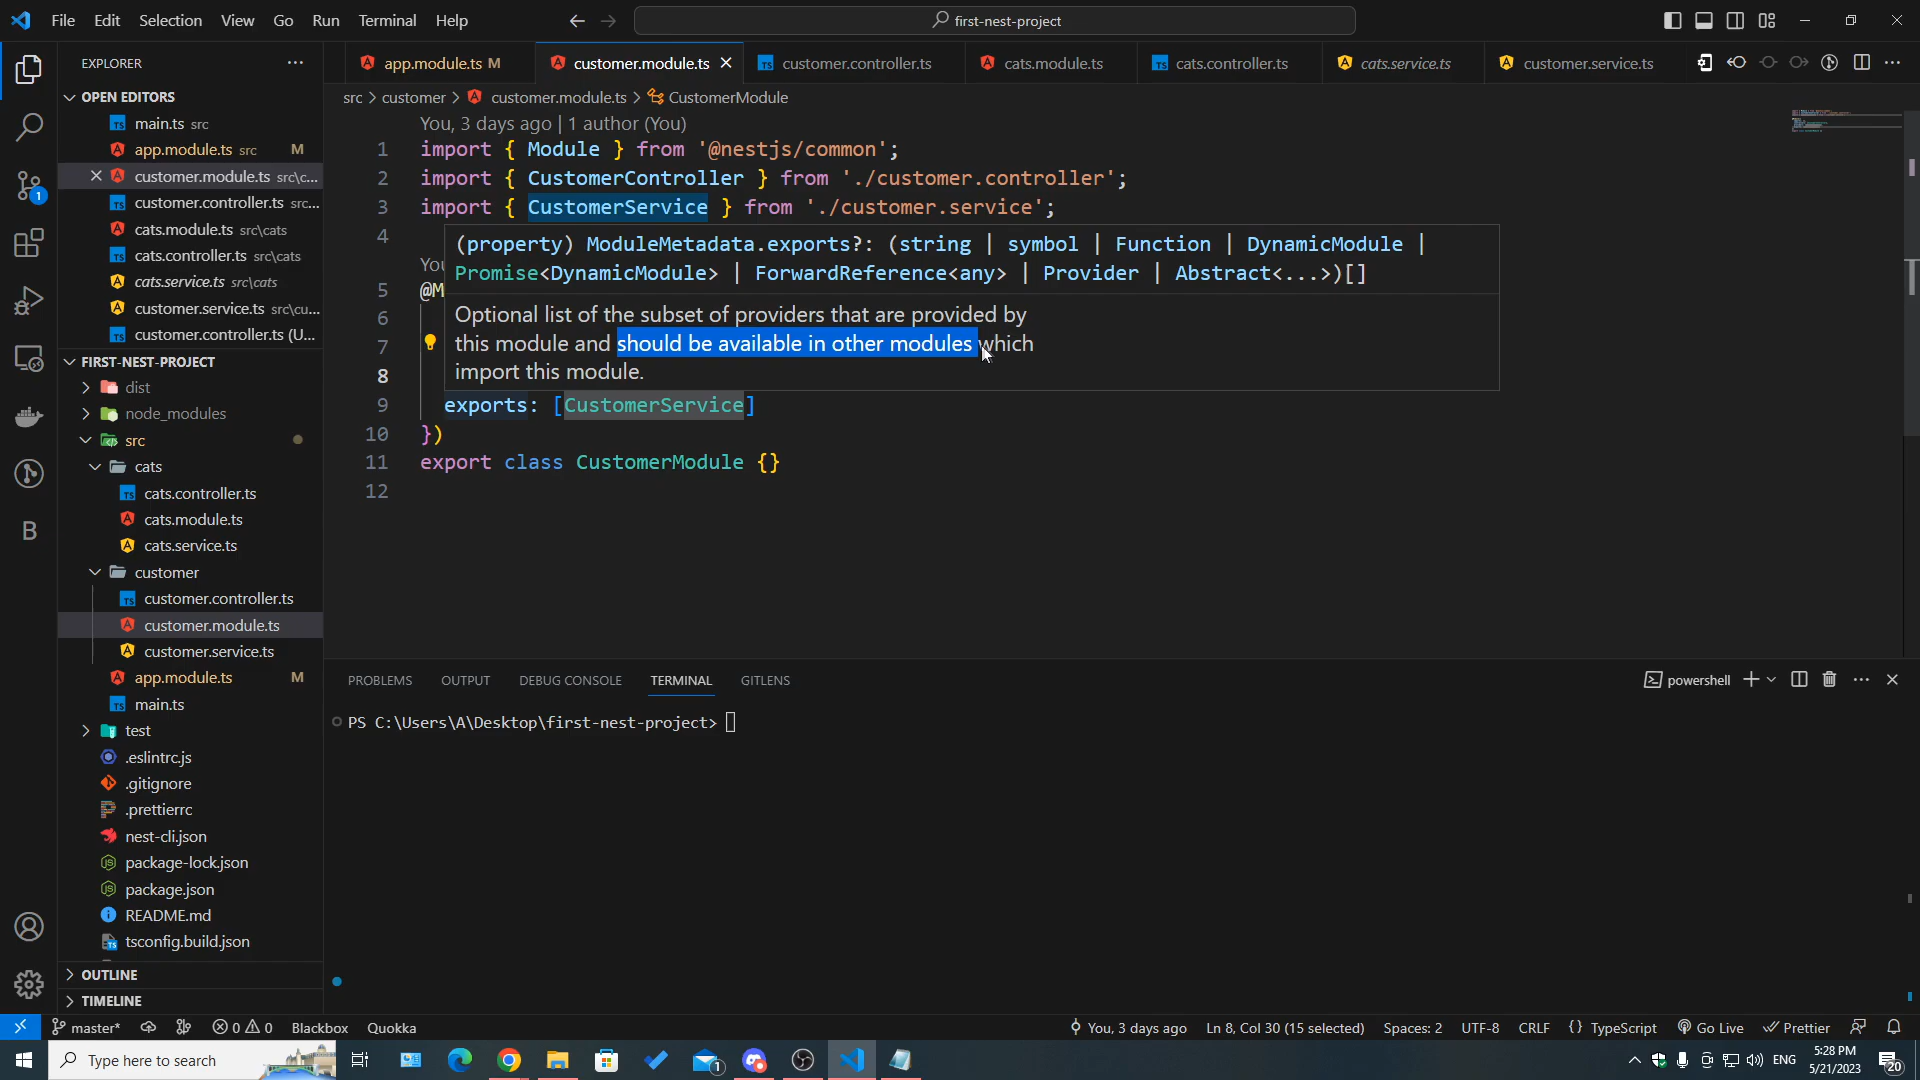 File Edit Selection View Go Run Terminal Help
first-nest-project
EXPLORER
app.module.ts M
customer.module.ts
customer.controller.ts
cats.module.ts
cats.controller.ts
cats.service.ts
customer.service.ts
OPEN EDITORS
main.ts src
app.module.ts src M
customer.module.ts src\c...
customer.controller.ts src...
cats.module.ts src\cats
cats.controller.ts src\cats
cats.service.ts src\cats
customer.service.ts src\cu...
customer.controller.ts (U...
FIRST-NEST-PROJECT
dist
node_modules
src
cats
cats.controller.ts
cats.module.ts
cats.service.ts
customer
customer.controller.ts
customer.module.ts
customer.service.ts
app.module.ts M
main.ts
test
.eslintrc.js
.gitignore
.prettierrc
nest-cli.json
package-lock.json
package.json
README.md
tsconfig.build.json
OUTLINE
TIMELINE
src > customer > customer.module.ts > CustomerModule
You, 3 days ago | 1 author (You)
1 import { Module } from '@nestjs/common';
2 import { CustomerController } from './customer.controller';
3 import { CustomerService } from './customer.service';
4
(property) ModuleMetadata.exports?: (string | symbol | Function | DynamicModule |
Promise<DynamicModule> | ForwardReference<any> | Provider | Abstract<...>)[]
You
5 @M
6
7
8
Optional list of the subset of providers that are provided by
this module and should be available in other modules which
import this module.
9 exports: [CustomerService]
10 })
11 export class CustomerModule {}
12
PROBLEMS OUTPUT DEBUG CONSOLE TERMINAL GITLENS
powershell
PS C:\Users\A\Desktop\first-nest-project>
master* 0 0 Blackbox Quokka
You, 3 days ago Ln 8, Col 30 (15 selected) Spaces: 2 UTF-8 CRLF {} TypeScript Go Live Prettier
Type here to search
1
1
ENG
5:28 PM
5/21/2023
20